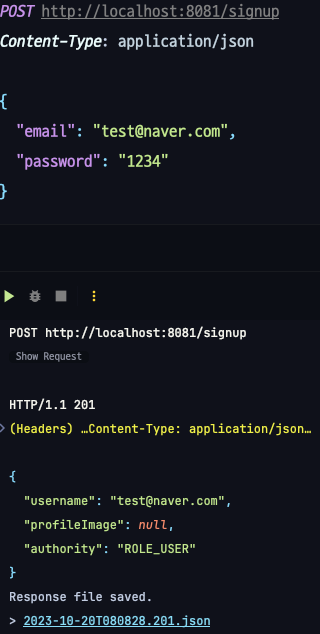 POST http://localhost:8081/signup
Content-Type: application/json
{
"email": "test@naver.com",
"password": "1234"
}
POST http://localhost:8081/signup
Show Request
HTTP/1.1 201
(Headers) …Content-Type: application/json…
{
"username": "test@naver.com",
"profileImage": null,
"authority": "ROLE_USER"
}
Response file saved.
> 2023-10-20T080828.201.json